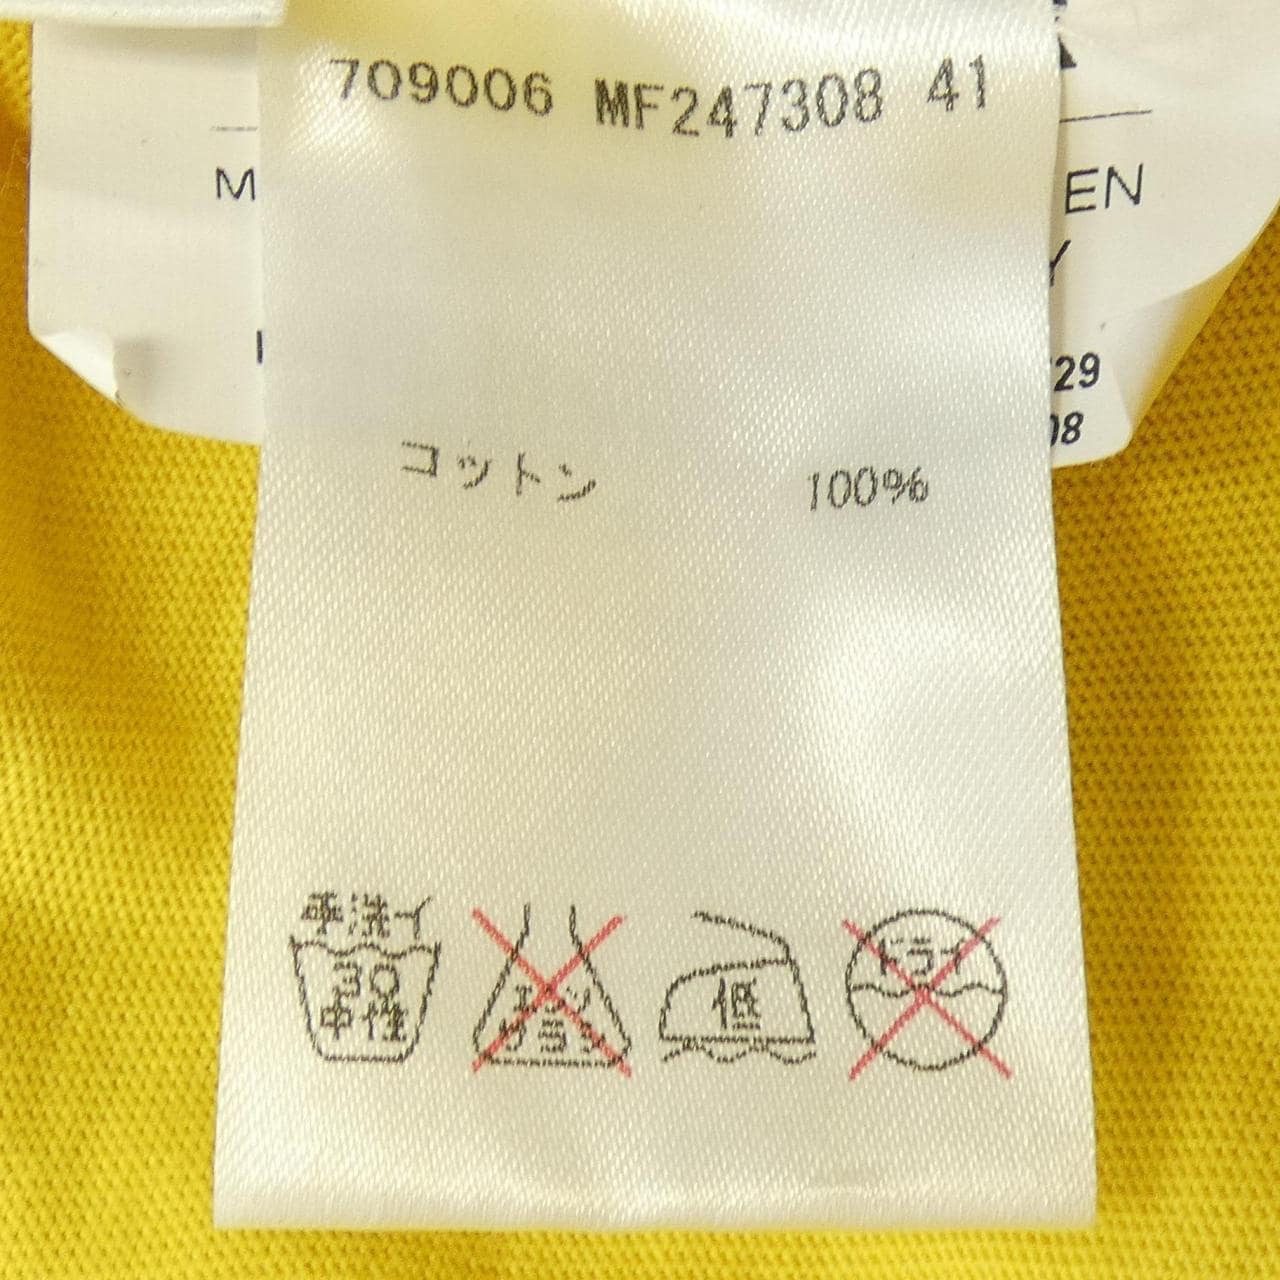 709006 MF247308 41
M EN
Y
29
コットン 100%
手洗イ
30
中性
エンソ
サラシ
低
ドライ